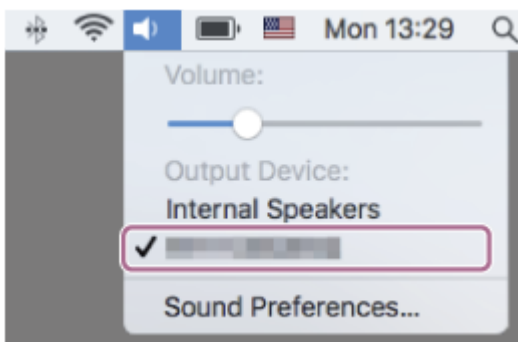 Mon 13:29
Volume:
Output Device:
Internal Speakers
Sound Preferences...